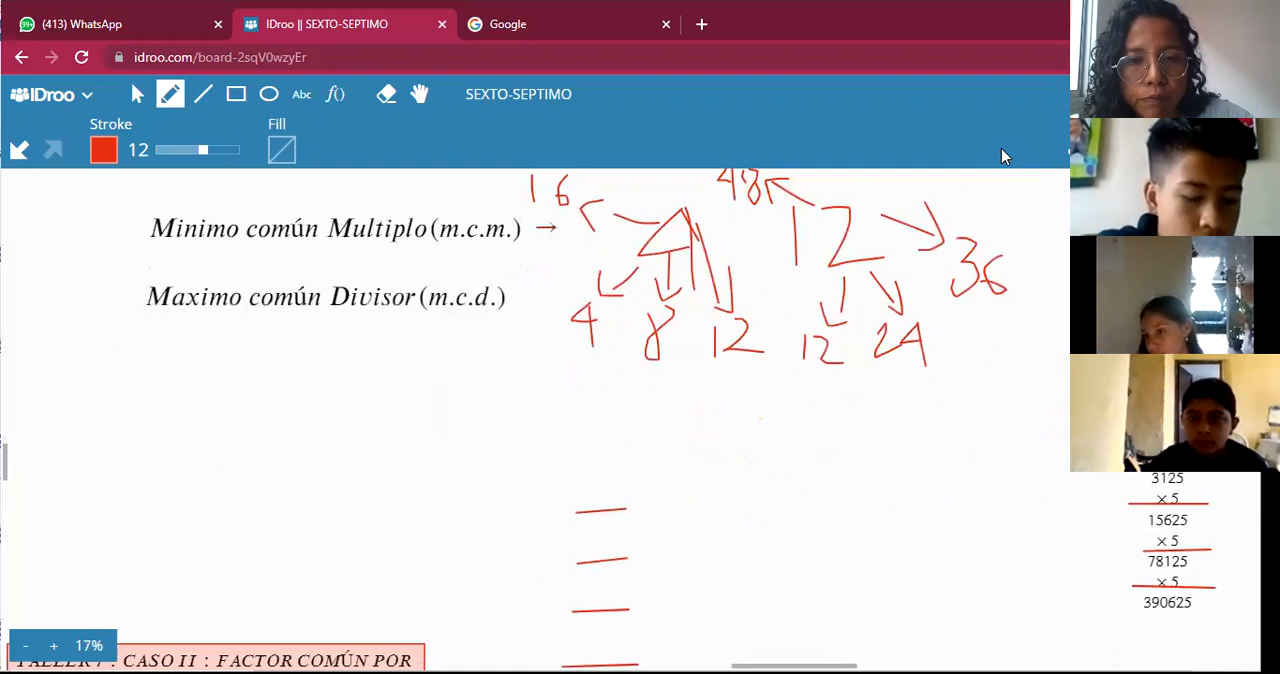 (413) WhatsApp
IDroo || SEXTO-SEPTIMO
Google
idroo.com/board-2sqV0wzyEr
IDroo
Abc
f()
SEXTO-SEPTIMO
Stroke
Fill
12
16
48
Minimo común Multiplo(m.c.m.) →
4
12
36
Maximo común Divisor(m.c.d.)
4
8
12
12
24
3125
× 5
15625
× 5
78125
× 5
390625
- + 17%
CASO II : FACTOR COMÚN POR